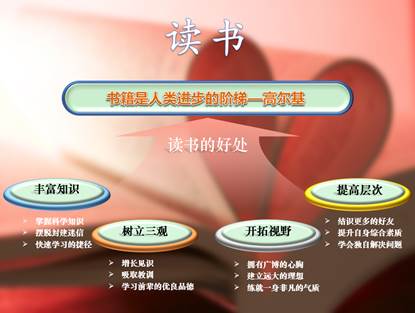 读书
书籍是人类进步的阶梯—高尔基
读书的好处
丰富知识
掌握科学知识
摆脱封建迷信
快速学习的捷径
树立三观
增长见识
吸取教训
学习前辈的优良品德
开拓视野
拥有广博的心胸
建立远大的理想
练就一身非凡的气质
提高层次
结识更多的好友
提升自身综合素质
学会独自解决问题